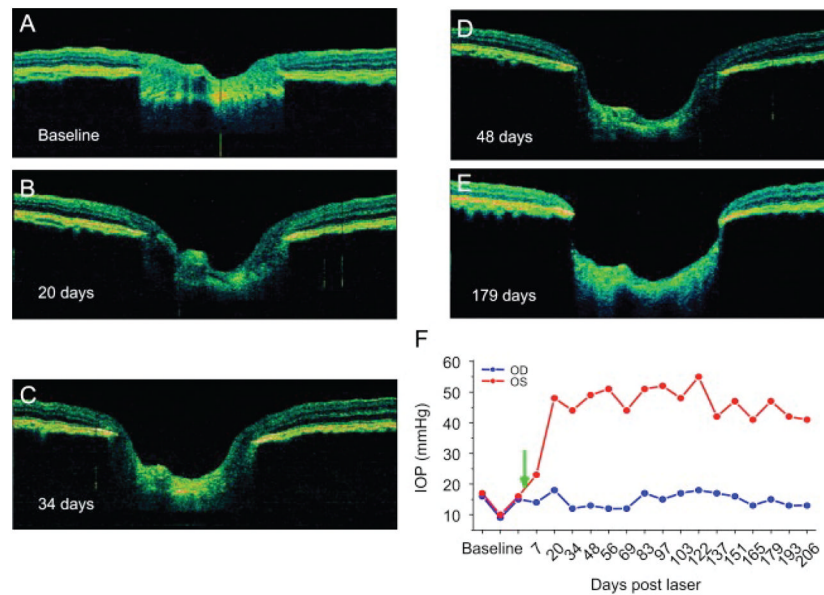 A
Baseline
B
20 days
C
34 days
D
48 days
E
179 days
F
OD
OS
IOP (mmHg)
60
50
40
30
20
10
Baseline 7 20 34 48 56 69 83 97 103 122 137 151 165 179 193 206
Days post laser